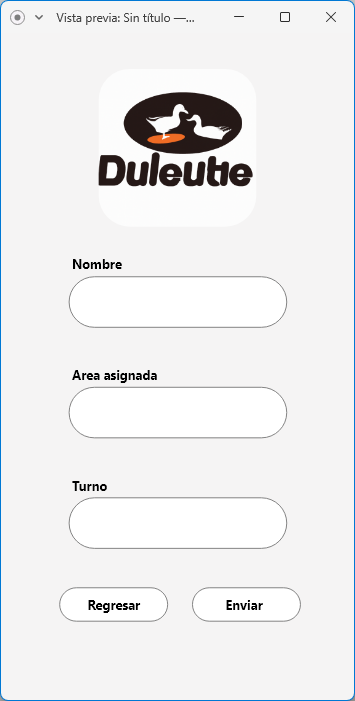 Vista previa: Sin título —...
Duleutie
Nombre
Area asignada
Turno
Regresar
Enviar